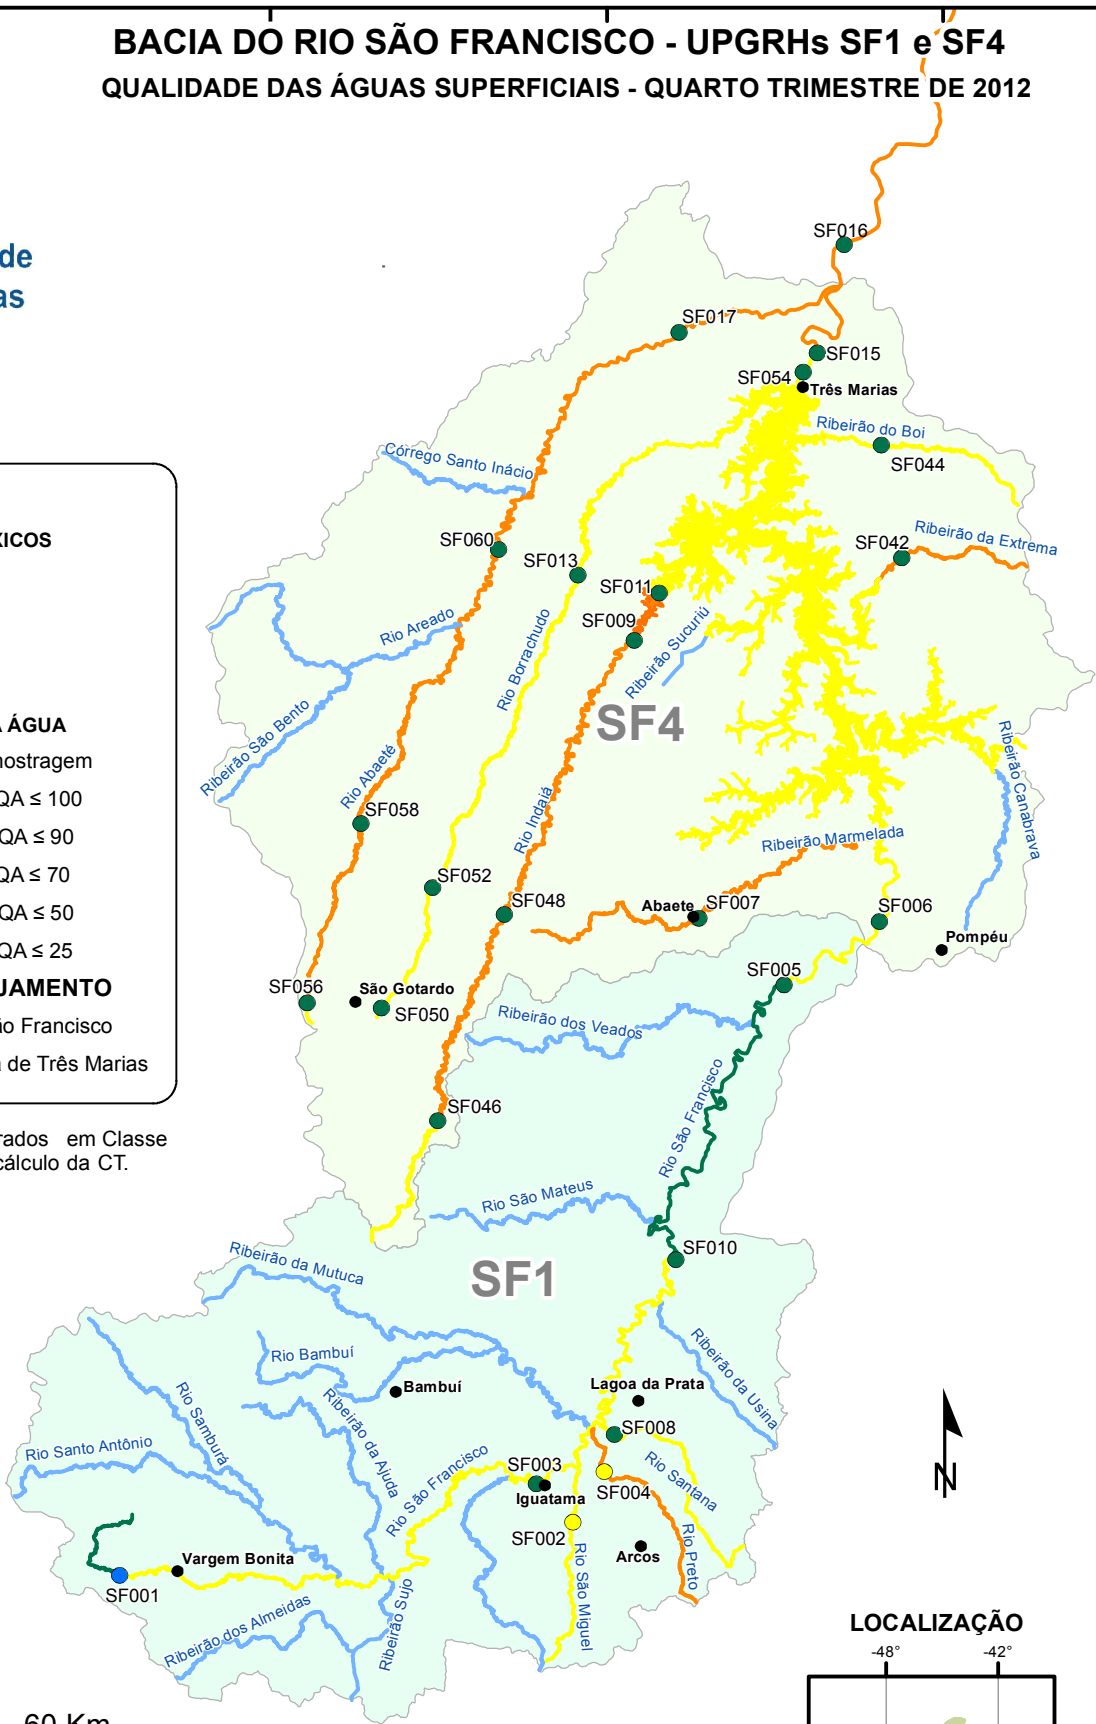 BACIA DO RIO SÃO FRANCISCO - UPGRHs SF1 e SF4
QUALIDADE DAS ÁGUAS SUPERFICIAIS - QUARTO TRIMESTRE DE 2012
de
as
SF016
SF017
SF015
SF054
Três Marias
Ribeirão do Boi
SF044
Córrego Santo Inácio
XICOS
SF060
SF013
SF042
Ribeirão da Extrema
SF011
SF009
Rio Areado
Rio Borrachudo
Ribeirão Sucuriú
SF4
Ribeirão São Bento
Rio Abaeté
Rio Indaiá
Ribeirão Canabrava
A ÁGUA
nostragem
QA ≤ 100
QA ≤ 90
QA ≤ 70
QA ≤ 50
QA ≤ 25
JAMENTO
ão Francisco
a de Três Marias
SF058
Ribeirão Marmelada
SF052
SF048
Abaete
SF007
SF006
Pompéu
SF056
São Gotardo
SF050
SF005
Ribeirão dos Veados
Rio São Francisco
SF046
rados em Classe
cálculo da CT.
Rio São Mateus
SF010
SF1
Ribeirão da Mutuca
Rio Bambuí
Bambuí
Ribeirão da Usina
Lagoa da Prata
Rio Samburá
Ribeirão da Ajuda
SF008
Rio Santo Antônio
Rio São Francisco
SF003
Iguatama
SF004
Rio Santana
SF002
Arcos
Rio Preto
Vargem Bonita
SF001
Rio São Miguel
Ribeirão Sujo
Ribeirão dos Almeidas
N
LOCALIZAÇÃO
-48°
-42°
60 Km